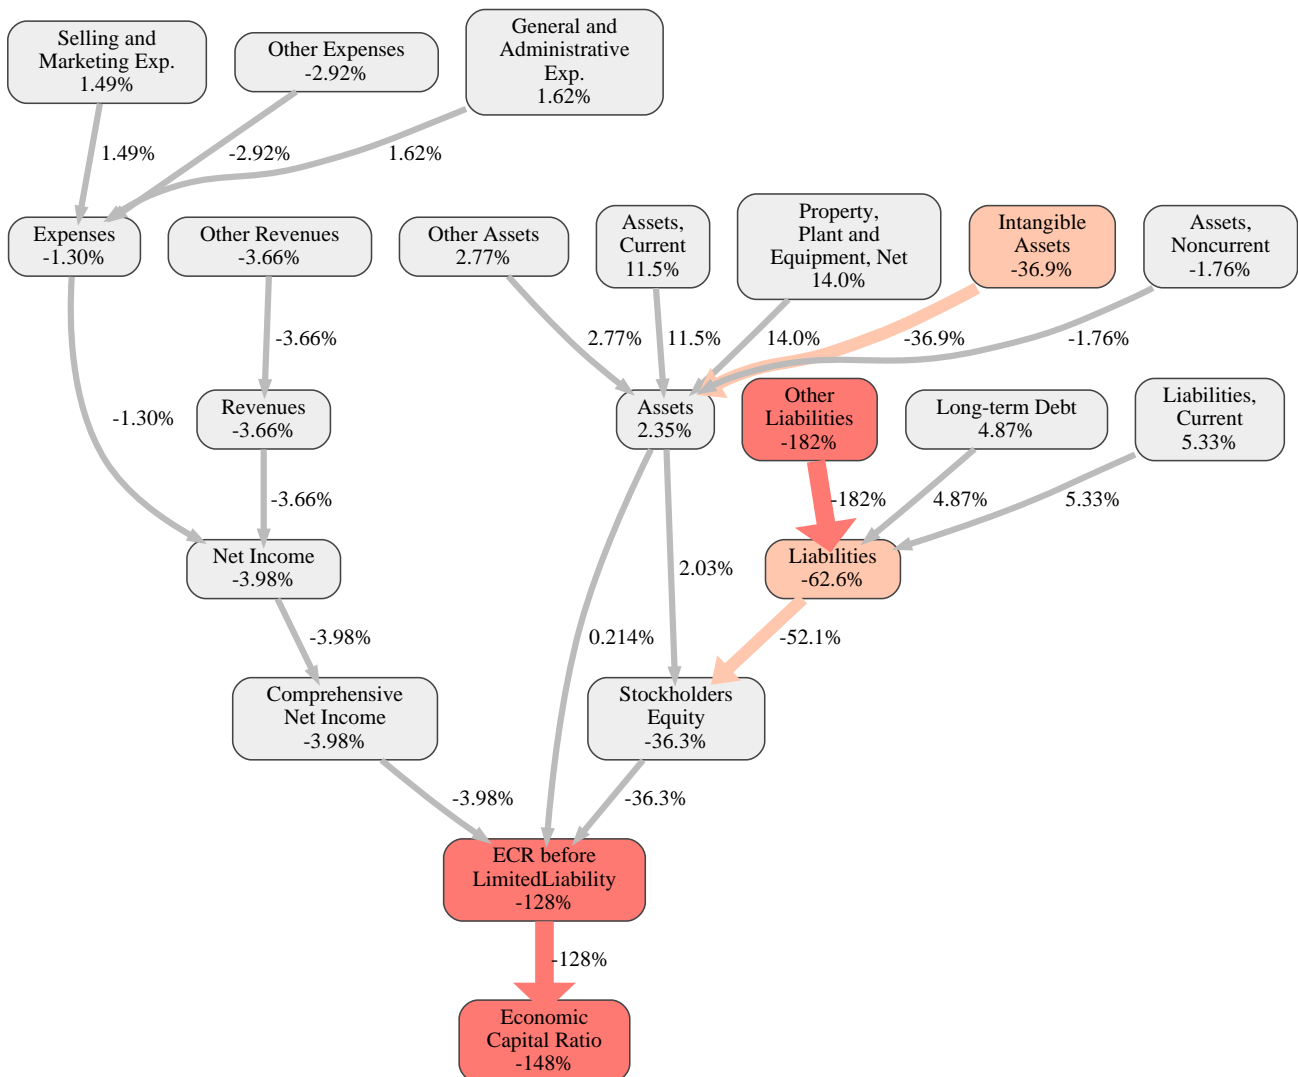 Selling and
Marketing Exp.
1.49%
Other Expenses
-2.92%
General and
Administrative
Exp.
1.62%
1.49%
-2.92%
1.62%
Expenses
-1.30%
Other Revenues
-3.66%
Other Assets
2.77%
Assets,
Current
11.5%
Property,
Plant and
Equipment, Net
14.0%
Intangible
Assets
-36.9%
Assets,
Noncurrent
-1.76%
-3.66%
2.77%
11.5%
14.0%
-36.9%
-1.76%
-1.30%
Revenues
-3.66%
Assets
2.35%
Other
Liabilities
-182%
Long-term Debt
4.87%
Liabilities,
Current
5.33%
-3.66%
-182%
4.87%
5.33%
Net Income
-3.98%
2.03%
Liabilities
-62.6%
-3.98%
0.214%
-52.1%
Comprehensive
Net Income
-3.98%
Stockholders
Equity
-36.3%
-3.98%
-36.3%
ECR before
LimitedLiability
-128%
-128%
Economic
Capital Ratio
-148%